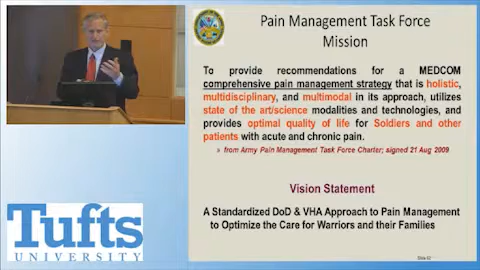 Pain Management Task Force
Mission
To provide recommendations for a MEDCOM
comprehensive pain management strategy that is holistic,
multidisciplinary, and multimodal in its approach, utilizes
state of the art/science modalities and technologies, and
provides optimal quality of life for Soldiers and other
patients with acute and chronic pain.
» from Army Pain Management Task Force Charter; signed 21 Aug 2009
Vision Statement
A Standardized DoD & VHA Approach to Pain Management
to Optimize the Care for Warriors and their Families
Tufts
UNIVERSITY